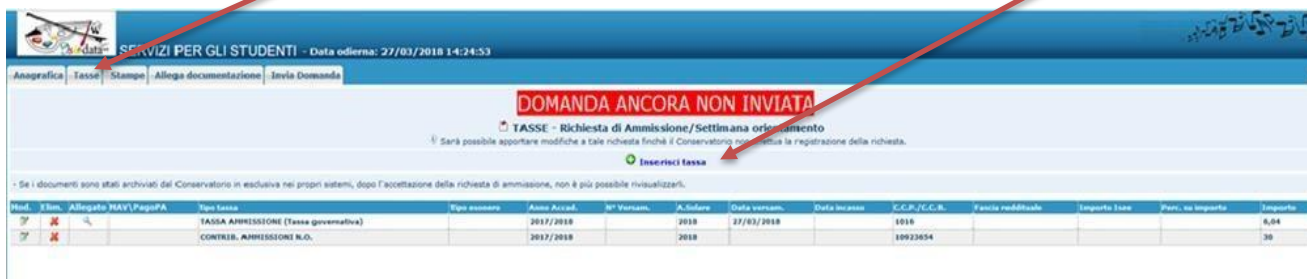 SERVIZI PER GLI STUDENTI - Data odierna: 27/03/2018 14:24:53
Anagrafica Tasse Stampe Allega documentazione Invia Domanda
DOMANDA ANCORA NON INVIATA
TASSE - Richiesta di Ammissione/Settimana orientamento
Sarà possibile apportare modifiche a tale richiesta finchè il Conservatorio non effettua la registrazione della richiesta.
Inserisci tassa
- Se i documenti sono stati archiviati dal Conservatorio in esclusiva nei propri sistemi, dopo l'accettazione della richiesta di ammissione, non è più possibile rivisualizzarli.
Mod. Elim. Allegato MAV\PagoPA Tipo tassa Tipo esonero Anno Accad. N° Versam. A.Solare Data versam. Data incasso C.C.P./C.C.B. Fascia reddituale Importo Isee Perc. su importo Importo
TASSA AMMISSIONE (Tassa governativa) 2017/2018 2018 27/03/2018 1016 6,04
CONTRIB. AMMISSIONI N.O. 2017/2018 2018 10923654 30